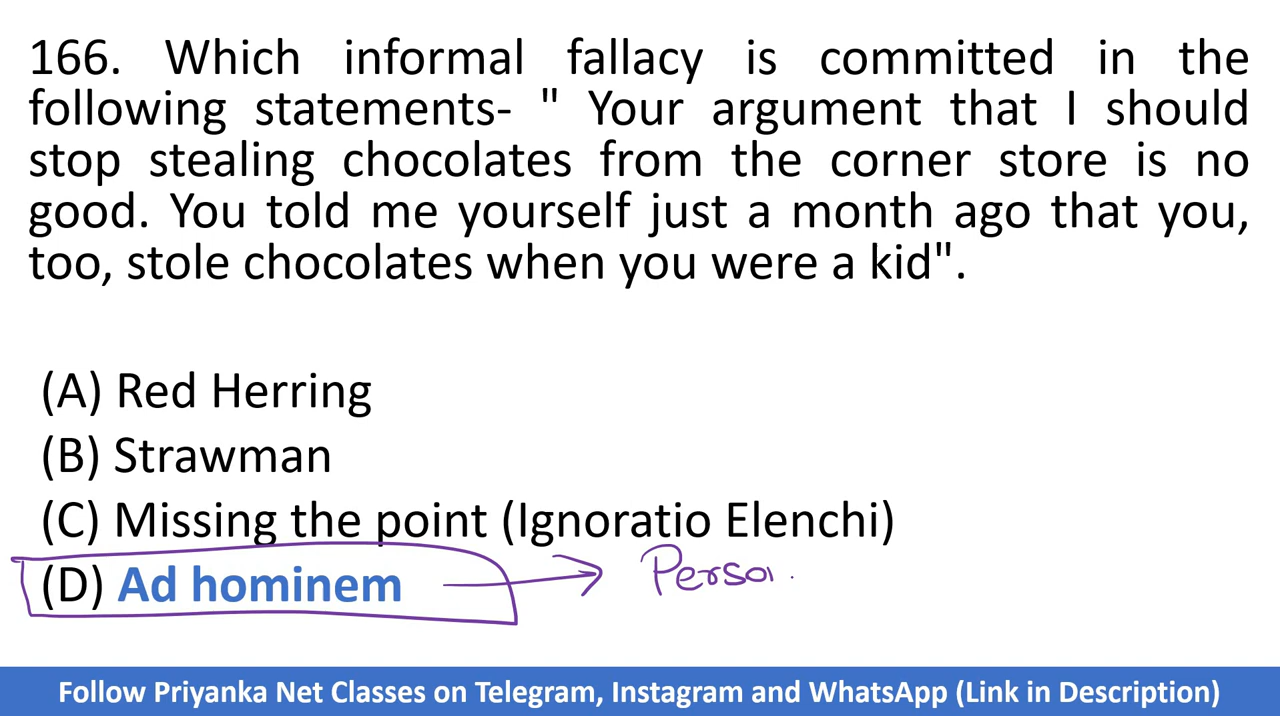 166. Which informal fallacy is committed in the
following statements- " Your argument that I should
stop stealing chocolates from the corner store is no
good. You told me yourself just a month ago that you,
too, stole chocolates when you were a kid".
(A) Red Herring
(B) Strawman
(C) Missing the point (Ignoratio Elenchi)
(D) Ad hominem → Perso
Follow Priyanka Net Classes on Telegram, Instagram and WhatsApp (Link in Description)